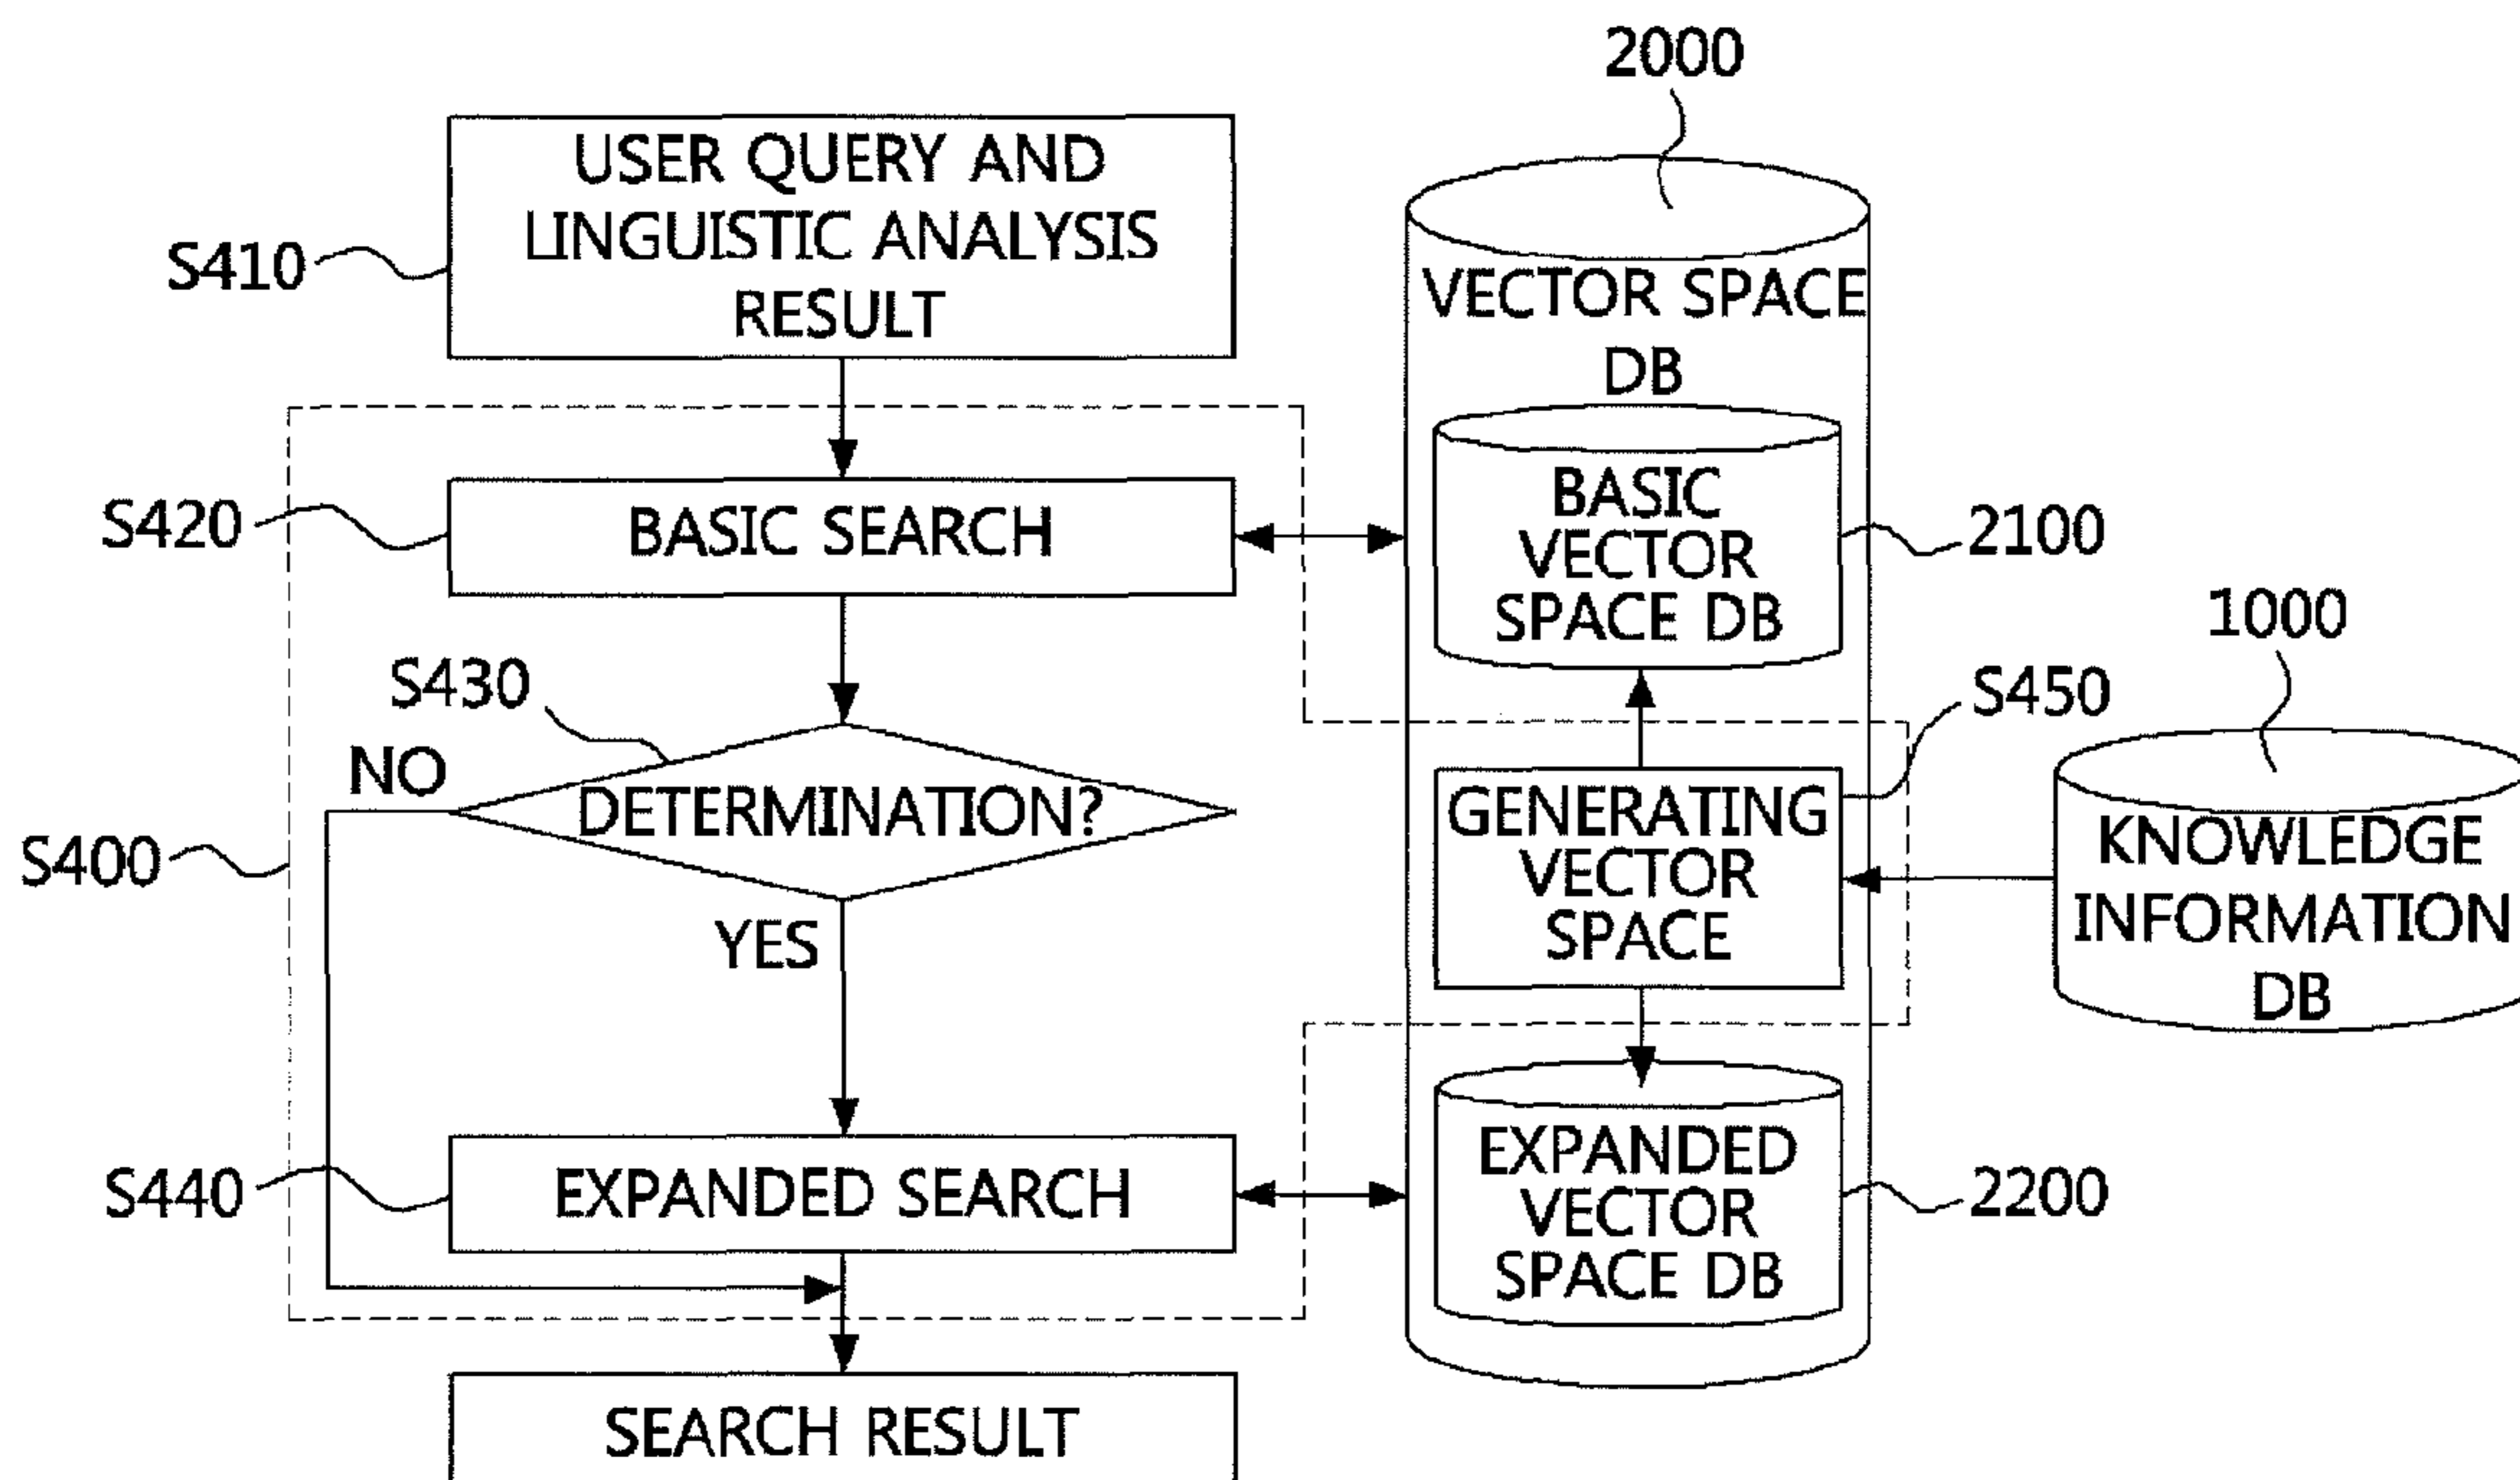 2000
USER QUERY AND
LINGUISTIC ANALYSIS
RESULT
S410
VECTOR SPACE
DB
BASIC SEARCH
S420
BASIC
VECTOR
SPACE DB
2100
1000
S430
S450
NO
DETERMINATION?
GENERATING
VECTOR
SPACE
KNOWLEDGE
INFORMATION
DB
S400
YES
EXPANDED SEARCH
S440
EXPANDED
VECTOR
SPACE DB
2200
SEARCH RESULT